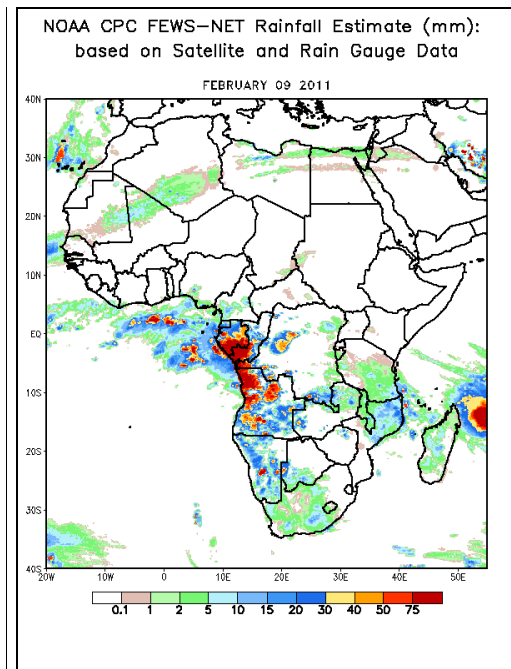 NOAA CPC FEWS-NET Rainfall Estimate (mm):
based on Satellite and Rain Gauge Data
FEBRUARY 09 2011
40N
30N
20N
10N
EQ
10S
20S
30S
40S
20W 10W 0 10E 20E 30E 40E 50E
0.1 1 2 5 10 15 20 30 40 50 75